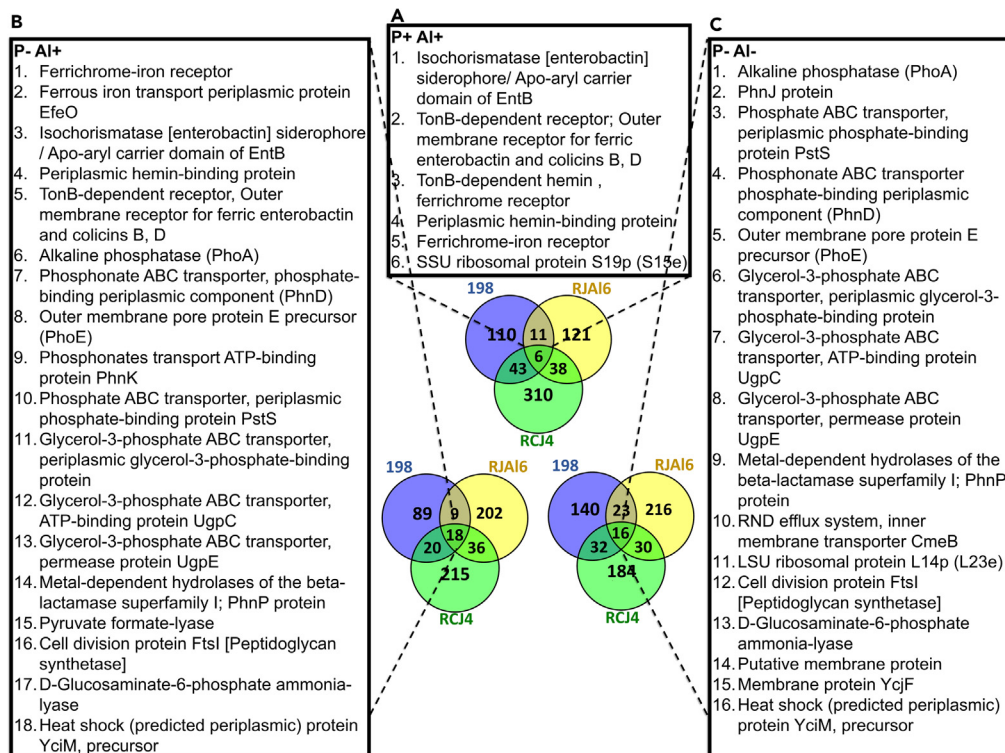 B
P- Al+
1. Ferrichrome-iron receptor
2. Ferrous iron transport periplasmic protein
EfeO
3. Isochorismatase [enterobactin] siderophore
/ Apo-aryl carrier domain of EntB
4. Periplasmic hemin-binding protein
5. TonB-dependent receptor, Outer
membrane receptor for ferric enterobactin
and colicins B, D
6. Alkaline phosphatase (PhoA)
7. Phosphonate ABC transporter, phosphate-
binding periplasmic component (PhnD)
8. Outer membrane pore protein E precursor
(PhoE)
9. Phosphonates transport ATP-binding
protein PhnK
10. Phosphate ABC transporter, periplasmic
phosphate-binding protein PstS
11. Glycerol-3-phosphate ABC transporter,
periplasmic glycerol-3-phosphate-binding
protein
12. Glycerol-3-phosphate ABC transporter,
ATP-binding protein UgpC
13. Glycerol-3-phosphate ABC transporter,
permease protein UgpE
14. Metal-dependent hydrolases of the beta-
lactamase superfamily I; PhnP protein
15. Pyruvate formate-lyase
16. Cell division protein FtsI [Peptidoglycan
synthetase]
17. D-Glucosaminate-6-phosphate ammonia-
lyase
18. Heat shock (predicted periplasmic) protein
YciM, precursor
A
P+ Al+
1. Isochorismatase [enterobactin]
siderophore/ Apo-aryl carrier
domain of EntB
2. TonB-dependent receptor; Outer
membrane receptor for ferric
enterobactin and colicins B, D
3. TonB-dependent hemin ,
ferrichrome receptor
4 Periplasmic hemin-binding protein
5. Ferrichrome-iron receptor
6. SSU ribosomal protein S19p (S15e)
198
RJAl6
110 11 121
6
43 38
310
RCJ4
198
RJAl6
89 9 202
18
20 36
215
RCJ4
198
RJAl6
140 23 216
16
32 30
184
RCJ4
C
P- Al-
1. Alkaline phosphatase (PhoA)
2. PhnJ protein
3. Phosphate ABC transporter,
periplasmic phosphate-binding
protein PstS
4. Phosphonate ABC transporter
phosphate-binding periplasmic
component (PhnD)
5. Outer membrane pore protein E
precursor (PhoE)
6. Glycerol-3-phosphate ABC
transporter, periplasmic glycerol-3-
phosphate-binding protein
7. Glycerol-3-phosphate ABC
transporter, ATP-binding protein
UgpC
8. Glycerol-3-phosphate ABC
transporter, permease protein
UgpE
9. Metal-dependent hydrolases of the
beta-lactamase superfamily I; PhnP
protein
10. RND efflux system, inner
membrane transporter CmeB
11. LSU ribosomal protein L14p (L23e)
12. Cell division protein FtsI
[Peptidoglycan synthetase]
13. D-Glucosaminate-6-phosphate
ammonia-lyase
14. Putative membrane protein
15. Membrane protein YcjF
16. Heat shock (predicted periplasmic)
protein YciM, precursor